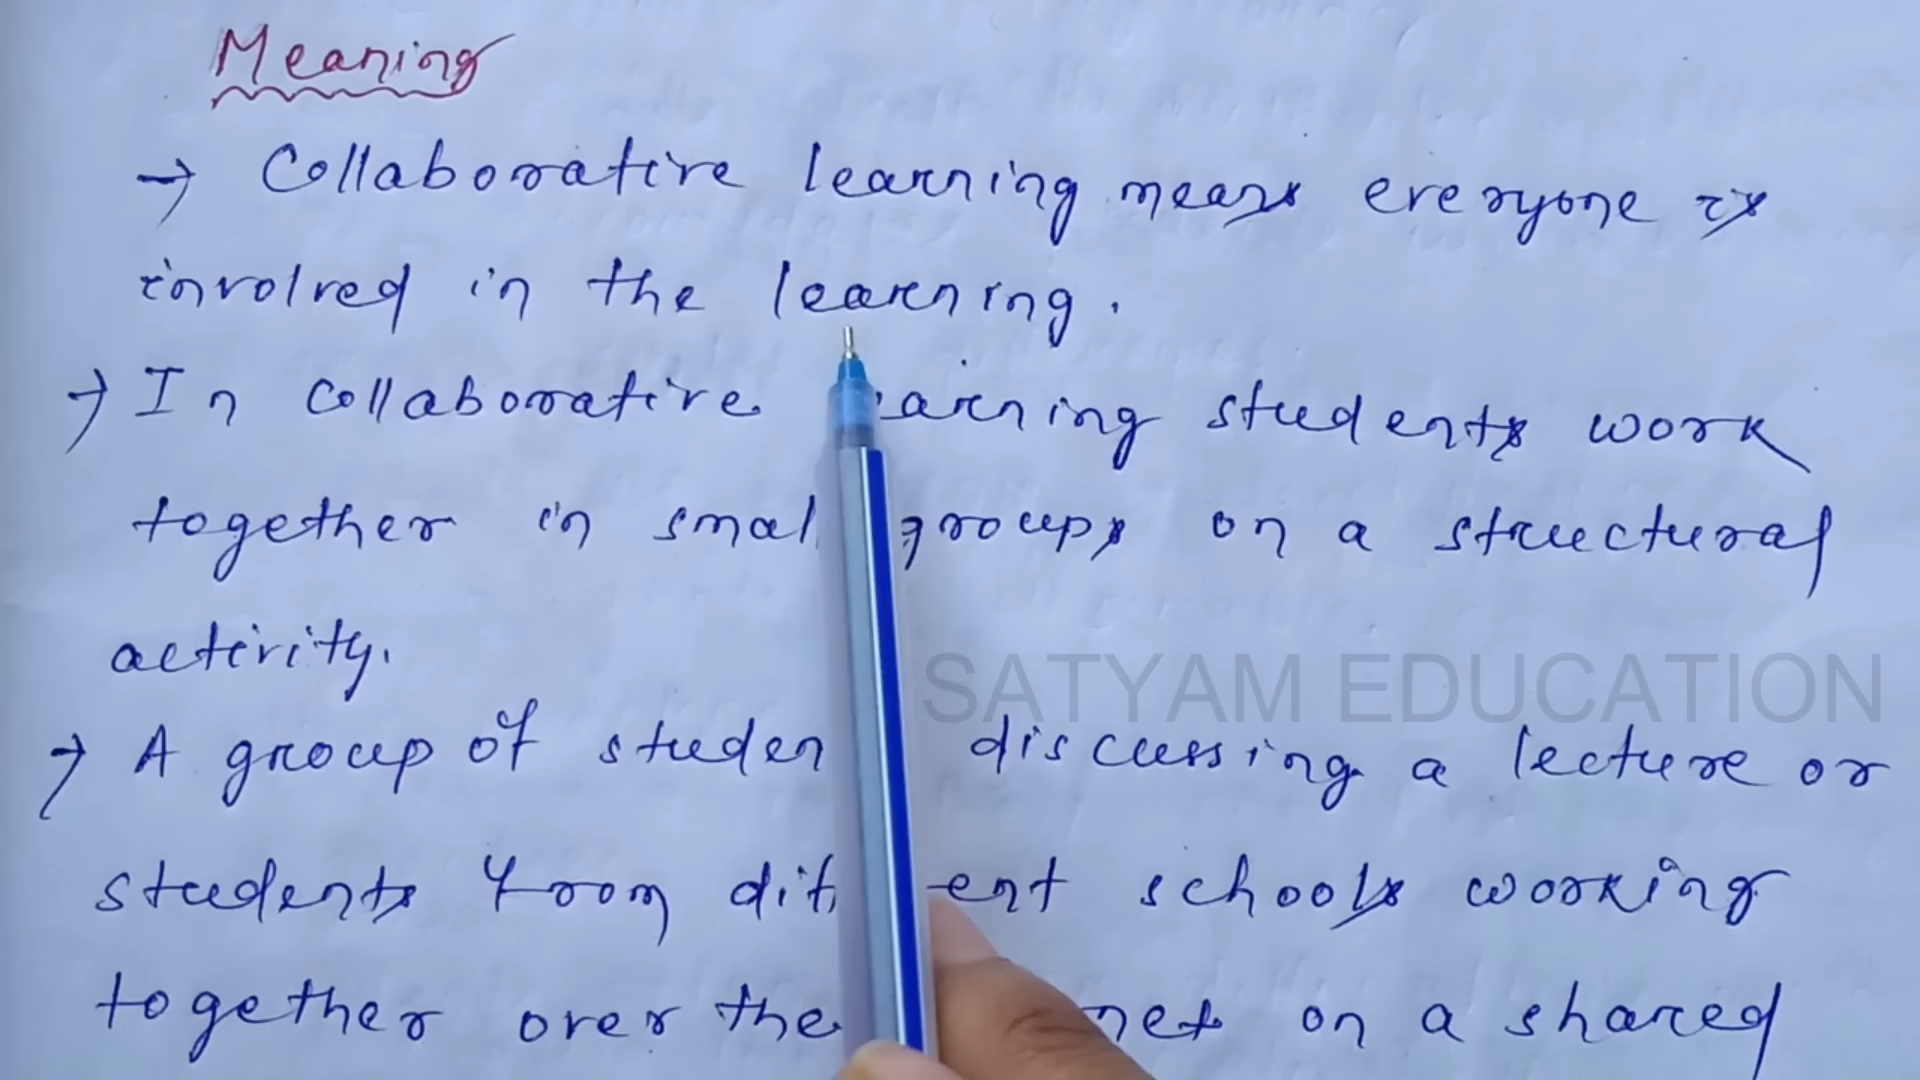 Meaning
→ Collaborative learning means everyone is
involved in the learning.
→ In collaborative learning students work
together in small groups on a structural
activity.
SATYAM EDUCATION
→ A group of studen discussing a lecture or
students from different schools working
together over the on a shared